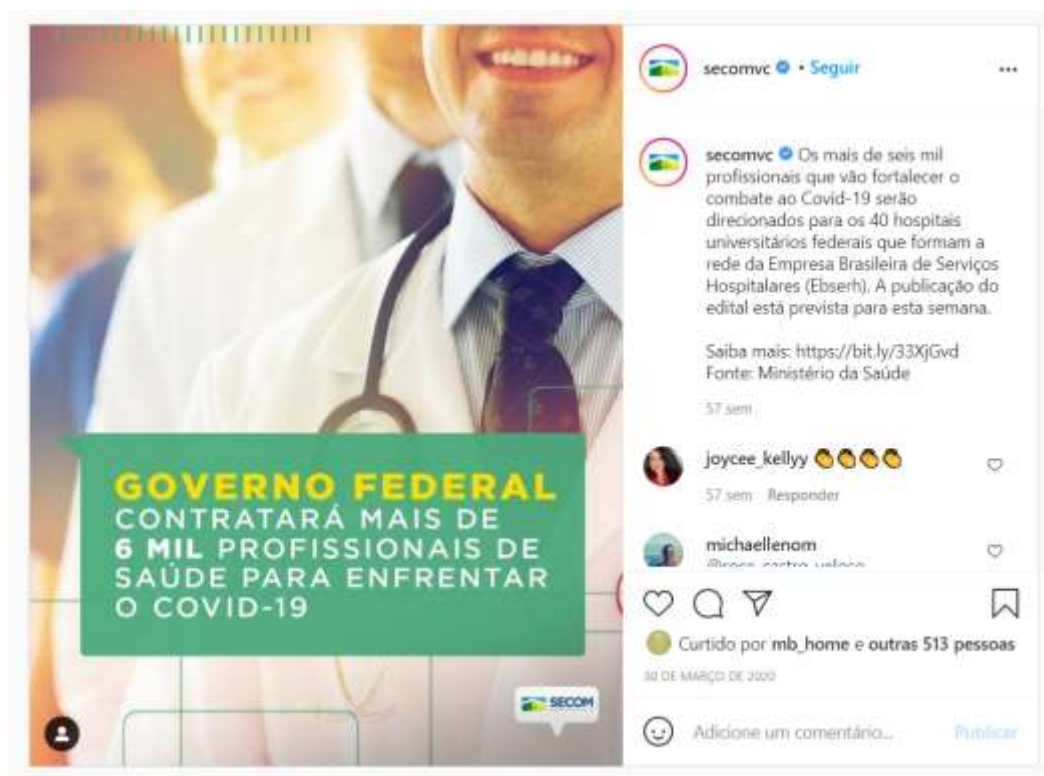 GOVERNO FEDERAL
CONTRATARÁ MAIS DE
6 MIL PROFISSIONAIS DE
SAÚDE PARA ENFRENTAR
O COVID-19
SECOM
secomvc • Seguir
secomvc Os mais de seis mil
profissionais que vão fortalecer o
combate ao Covid-19 serão
direcionados para os 40 hospitais
universitários federais que formam a
rede da Empresa Brasileira de Serviços
Hospitalares (Ebserh). A publicação do
edital está prevista para esta semana.
Saiba mais: https://bit.ly/33XjGvd
Fonte: Ministério da Saúde
57 sem
joycee_kellyy 👏👏👏👏
57 sem Responder
michaellenom
Curtido por mb_home e outras 513 pessoas
30 DE MARÇO DE 2020
Adicione um comentário...
Publicar